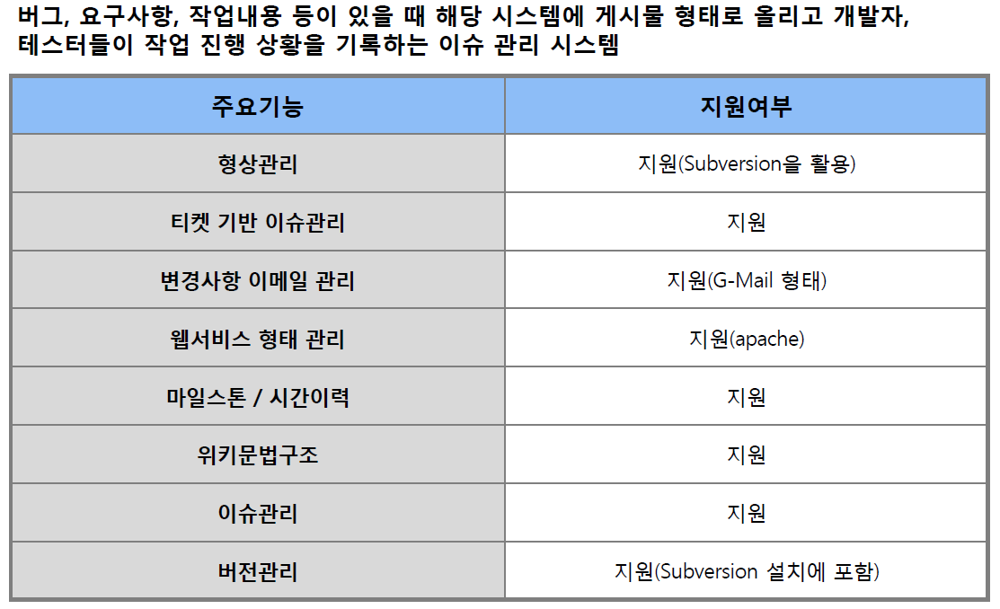 버그, 요구사항, 작업내용 등이 있을 때 해당 시스템에 게시물 형태로 올리고 개발자,
테스터들이 작업 진행 상황을 기록하는 이슈 관리 시스템
주요기능 지원여부
형상관리 지원(Subversion을 활용)
티켓 기반 이슈관리 지원
변경사항 이메일 관리 지원(G-Mail 형태)
웹서비스 형태 관리 지원(apache)
마일스톤 / 시간이력 지원
위키문법구조 지원
이슈관리 지원
버전관리 지원(Subversion 설치에 포함)